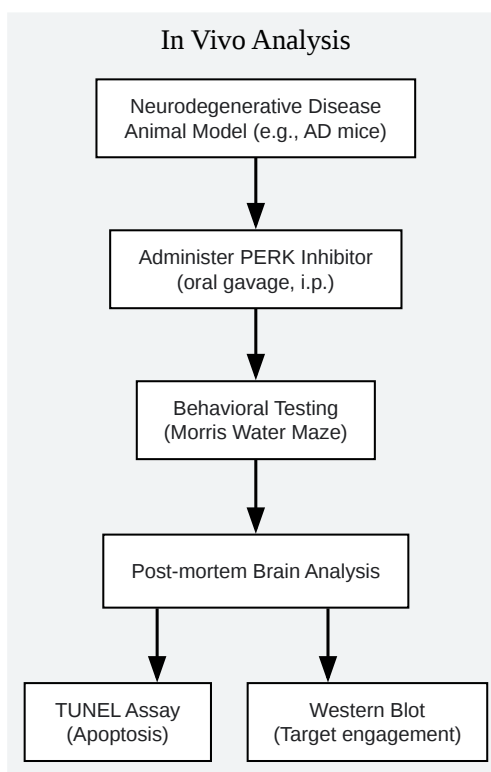 In Vivo Analysis
Neurodegenerative Disease
Animal Model (e.g., AD mice)
Administer PERK Inhibitor
(oral gavage, i.p.)
Behavioral Testing
(Morris Water Maze)
Post-mortem Brain Analysis
TUNEL Assay
(Apoptosis)
Western Blot
(Target engagement)